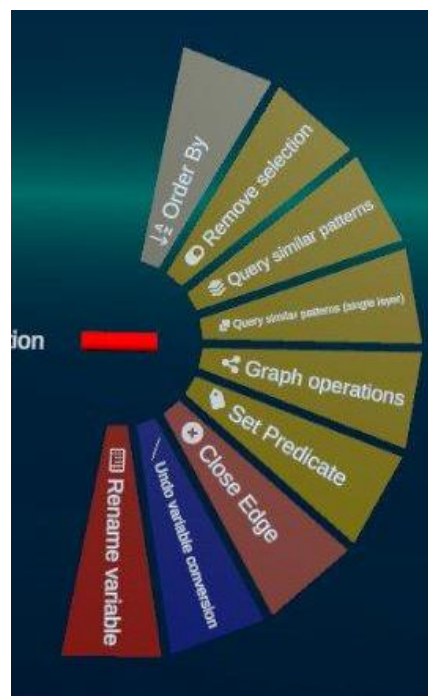 Order By
Remove selection
Query similar patterns
Query similar patterns (single layer)
tion
Graph operations
Set Predicate
Close Edge
Undo variable conversion
Rename variable